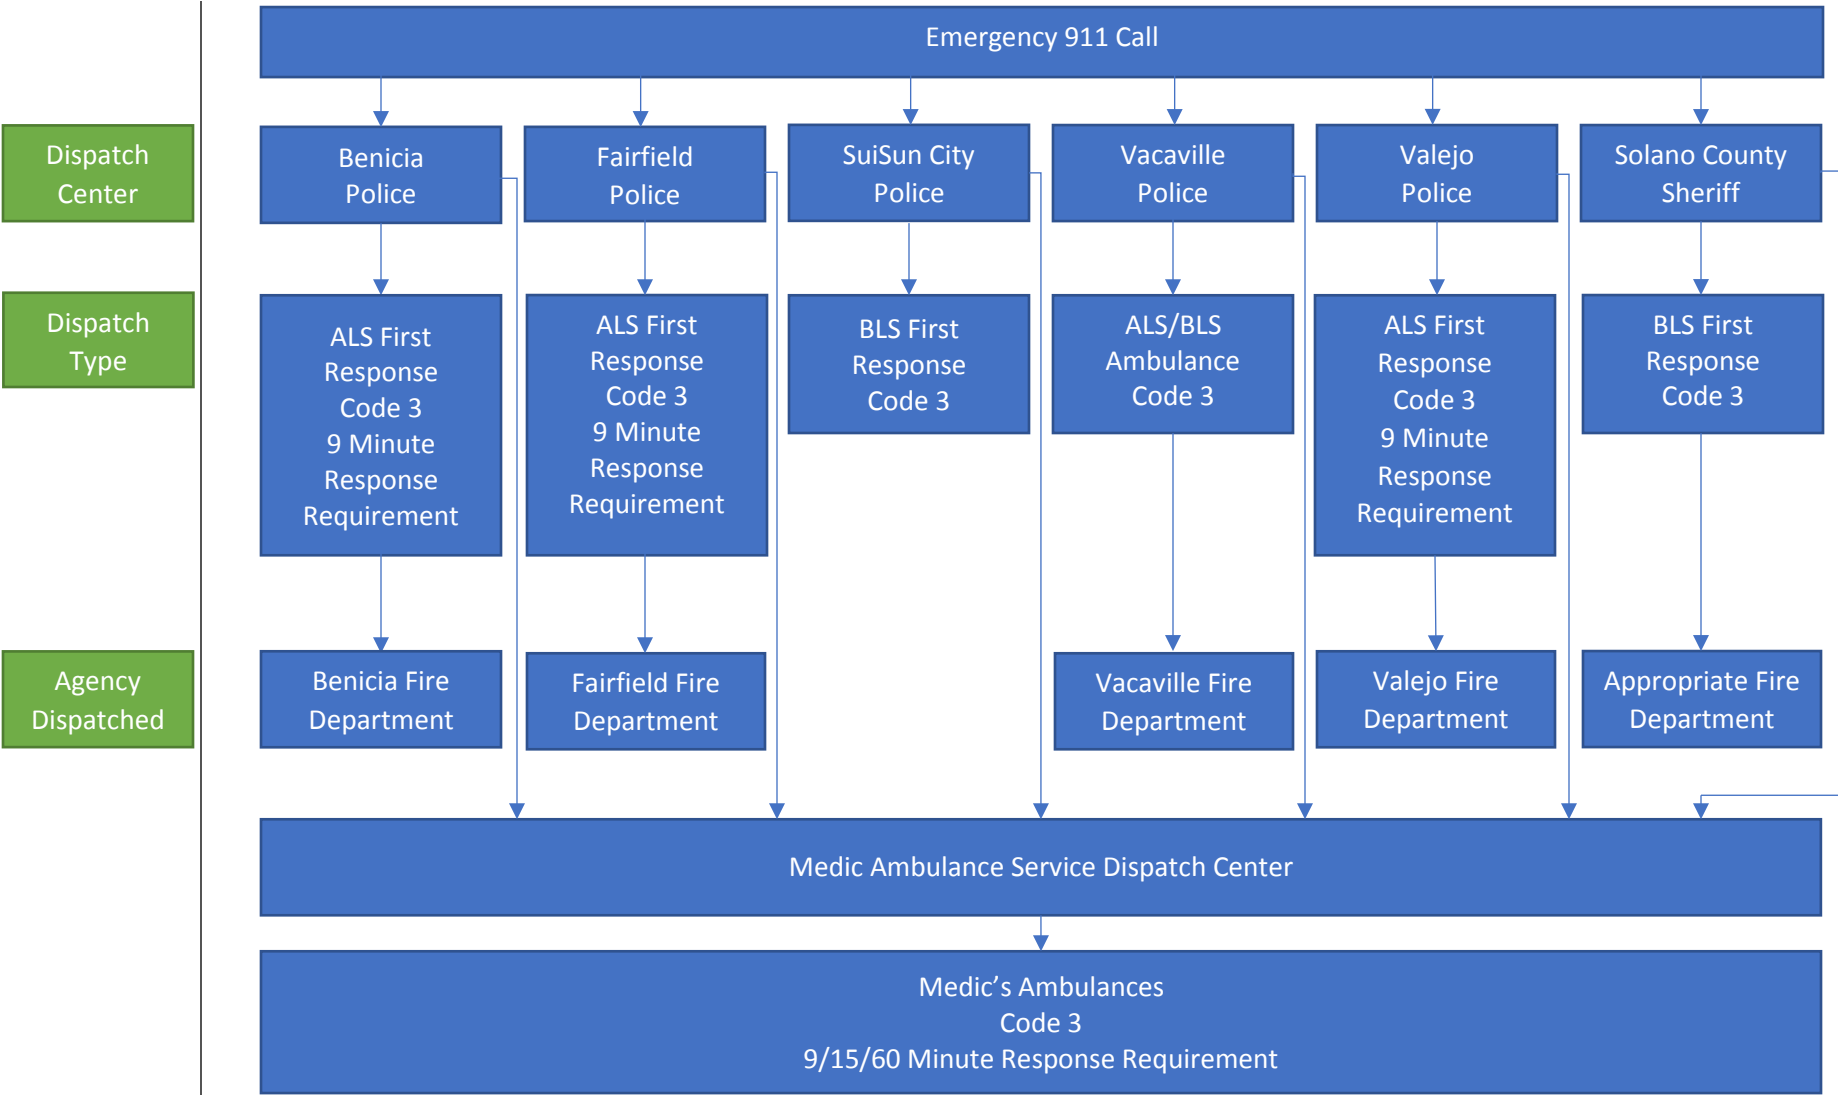 Emergency 911 Call
Dispatch
Center
Benicia
Police
Fairfield
Police
SuiSun City
Police
Vacaville
Police
Valejo
Police
Solano County
Sheriff
Dispatch
Type
ALS First
Response
Code 3
9 Minute
Response
Requirement
ALS First
Response
Code 3
9 Minute
Response
Requirement
BLS First
Response
Code 3
ALS/BLS
Ambulance
Code 3
ALS First
Response
Code 3
9 Minute
Response
Requirement
BLS First
Response
Code 3
Agency
Dispatched
Benicia Fire
Department
Fairfield Fire
Department
Vacaville Fire
Department
Valejo Fire
Department
Appropriate Fire
Department
Medic Ambulance Service Dispatch Center
Medic’s Ambulances
Code 3
9/15/60 Minute Response Requirement